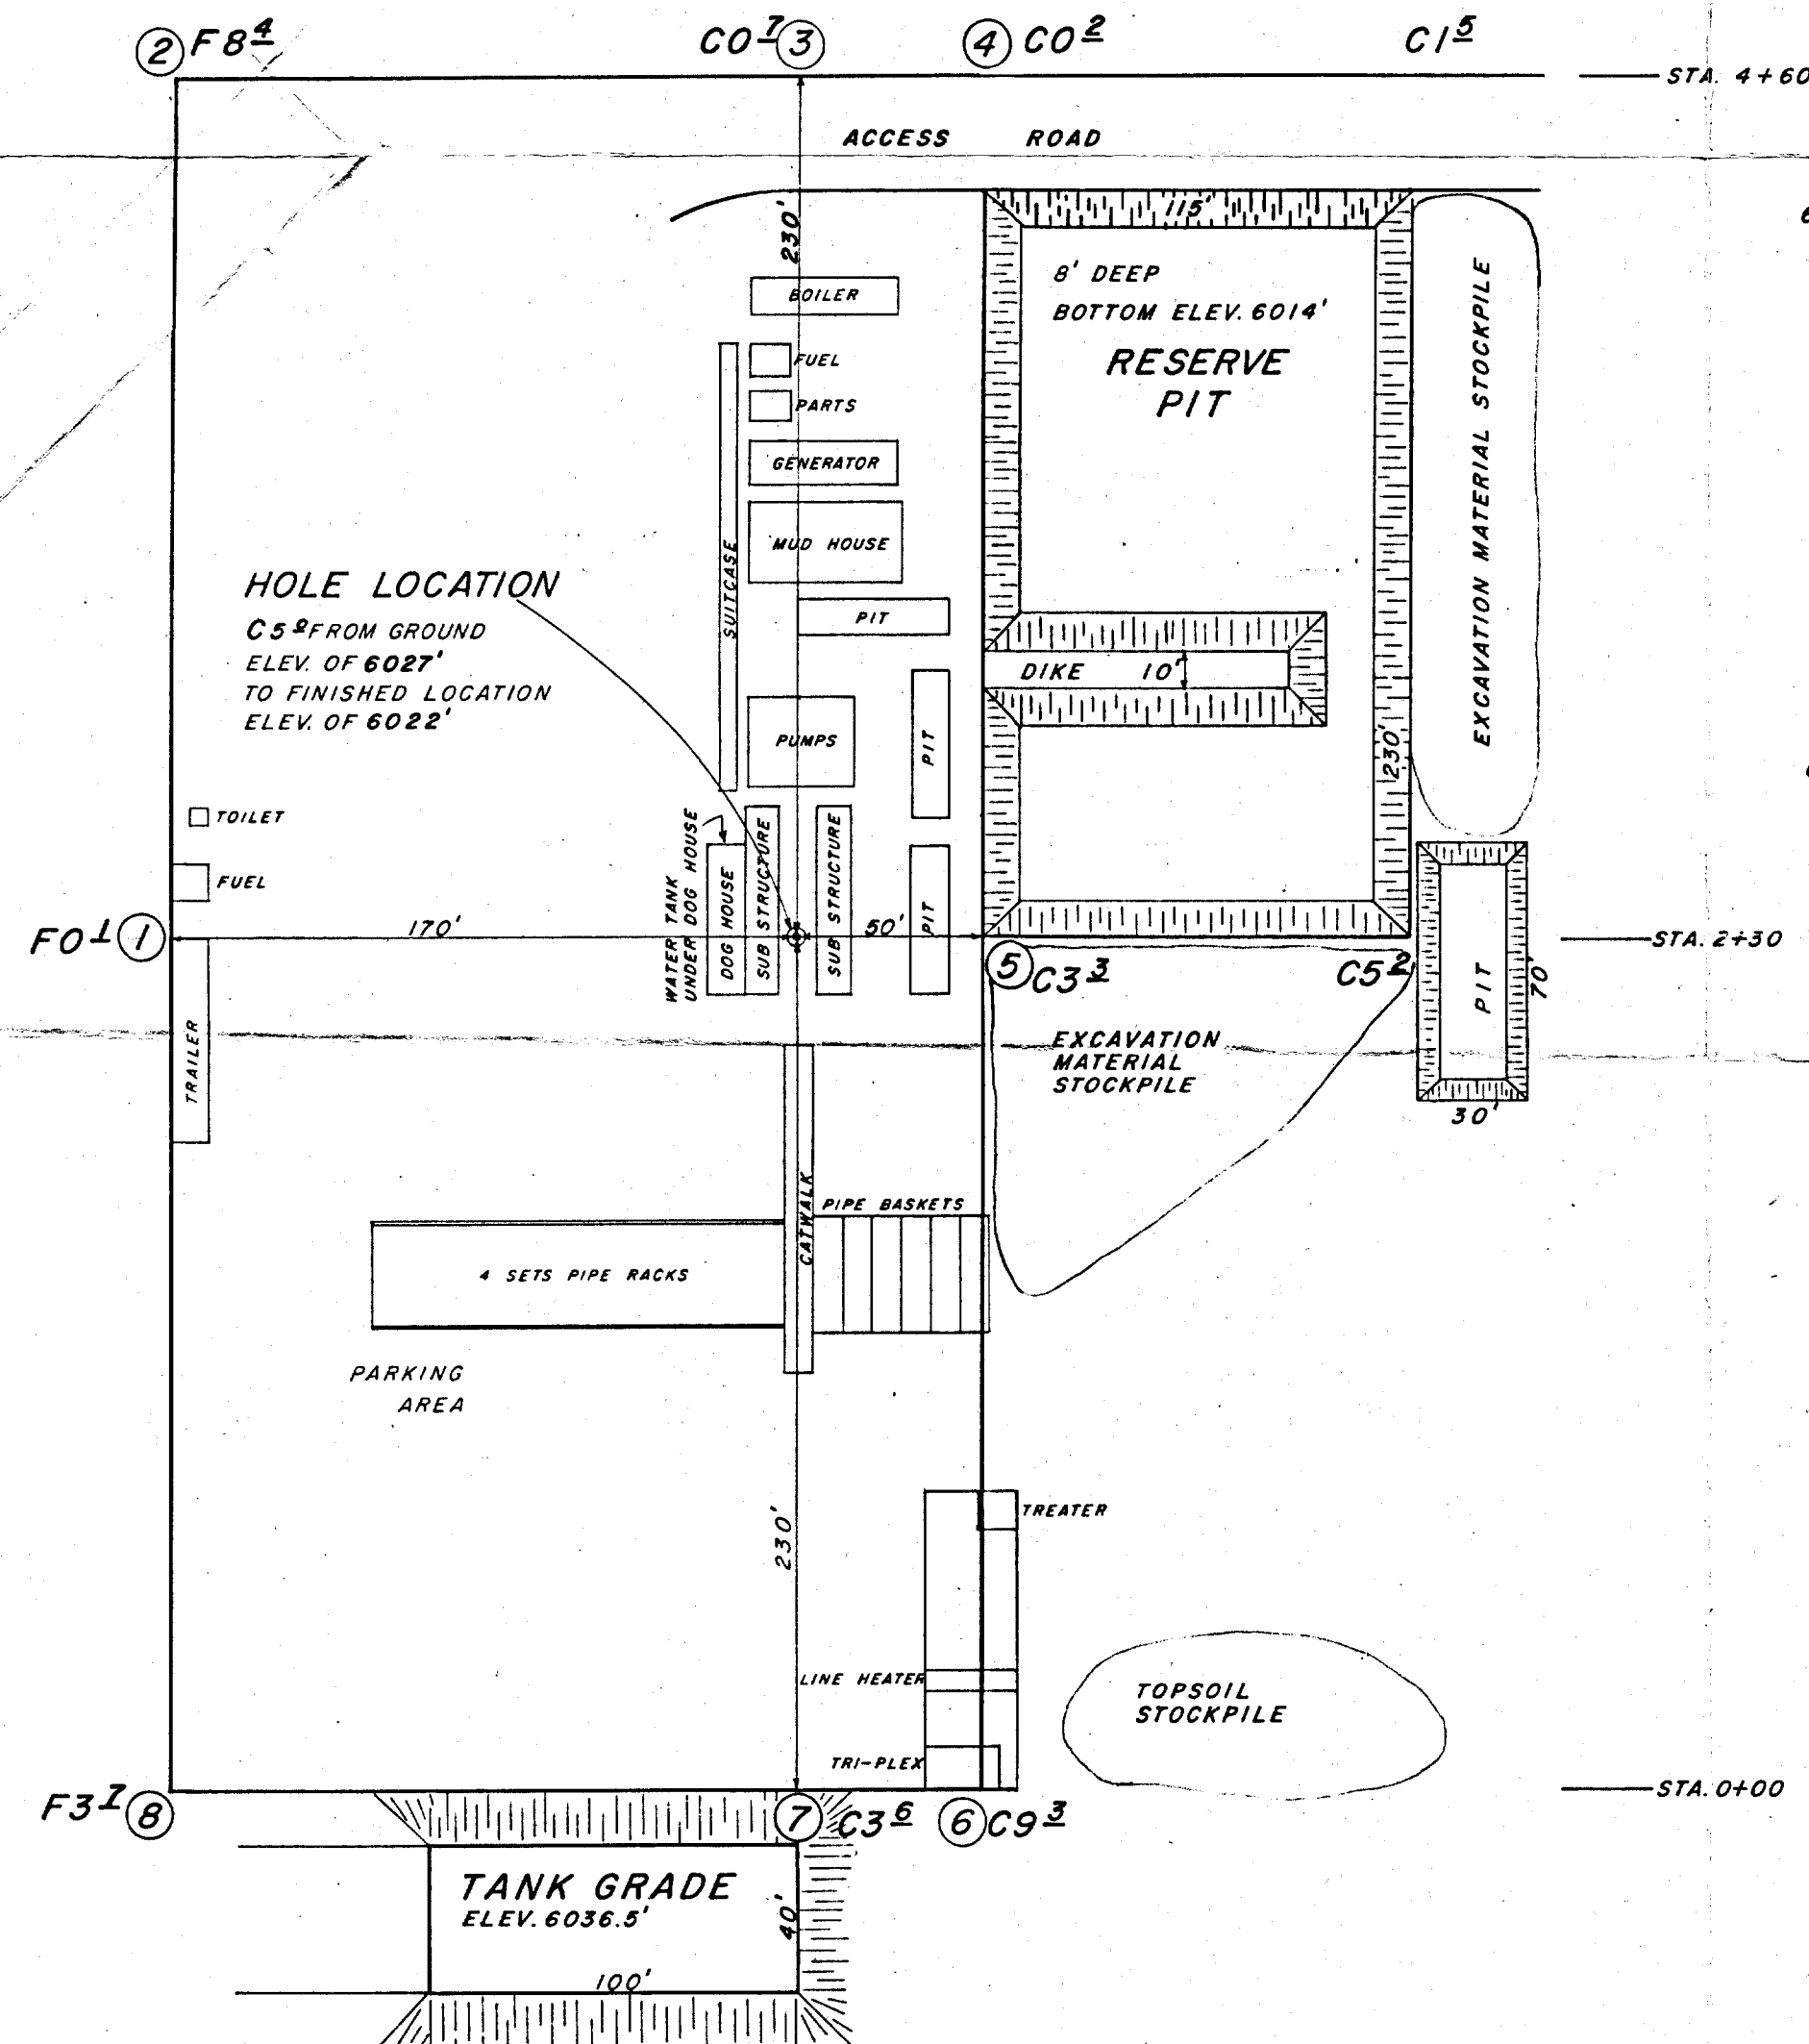 2 F8 4
CO 7 3
4 CO 2
C1 5
STA. 4+60
ACCESS ROAD
115'
230'
8' DEEP
BOTTOM ELEV. 6014'
RESERVE
PIT
BOILER
FUEL
PARTS
GENERATOR
MUD HOUSE
SUITCASE
PIT
EXCAVATION MATERIAL STOCKPILE
HOLE LOCATION
C5 0 FROM GROUND
ELEV. OF 6027'
TO FINISHED LOCATION
ELEV. OF 6022'
DIKE 10'
PUMPS
PIT
230'
TOILET
FUEL
WATER TANK
UNDER DOG HOUSE
DOG HOUSE
SUB STRUCTURE
SUB STRUCTURE
PIT
FO 1 1
170'
50'
STA. 2+30
5 C3 3
C5 2
PIT
70'
30'
TRAILER
EXCAVATION
MATERIAL
STOCKPILE
CATWALK
PIPE BASKETS
4 SETS PIPE RACKS
PARKING
AREA
230'
TREATER
LINE HEATER
TRI-PLEX
TOPSOIL
STOCKPILE
STA. 0+00
F3 7 8
7 C3 6
6 C9 3
TANK GRADE
ELEV. 6036.5'
40'
100'